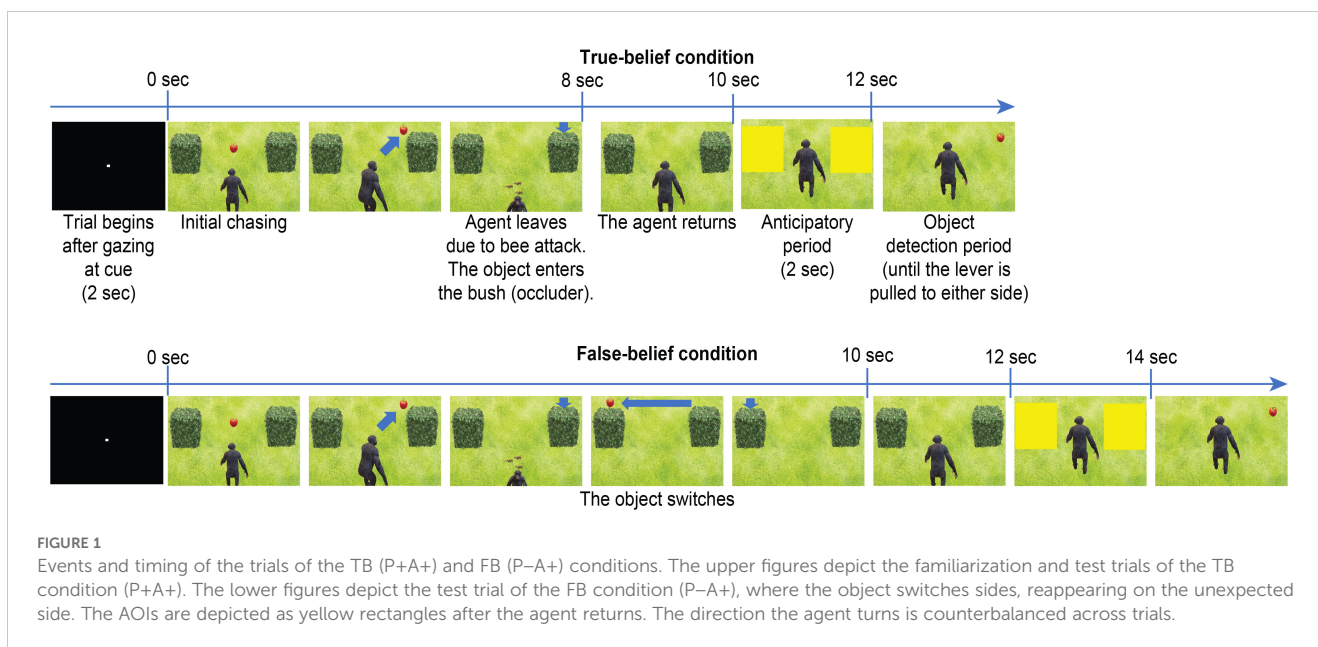 True-belief condition
0 sec
8 sec
10 sec
12 sec
Trial begins
after gazing
at cue
(2 sec)
Initial chasing
Agent leaves
due to bee attack.
The object enters
the bush (occluder).
The agent returns
Anticipatory
period
(2 sec)
Object
detection period
(until the lever is
pulled to either side)
False-belief condition
0 sec
10 sec
12 sec
14 sec
The object switches
FIGURE 1
Events and timing of the trials of the TB (P+A+) and FB (P–A+) conditions. The upper figures depict the familiarization and test trials of the TB
condition (P+A+). The lower figures depict the test trial of the FB condition (P–A+), where the object switches sides, reappearing on the unexpected
side. The AOIs are depicted as yellow rectangles after the agent returns. The direction the agent turns is counterbalanced across trials.